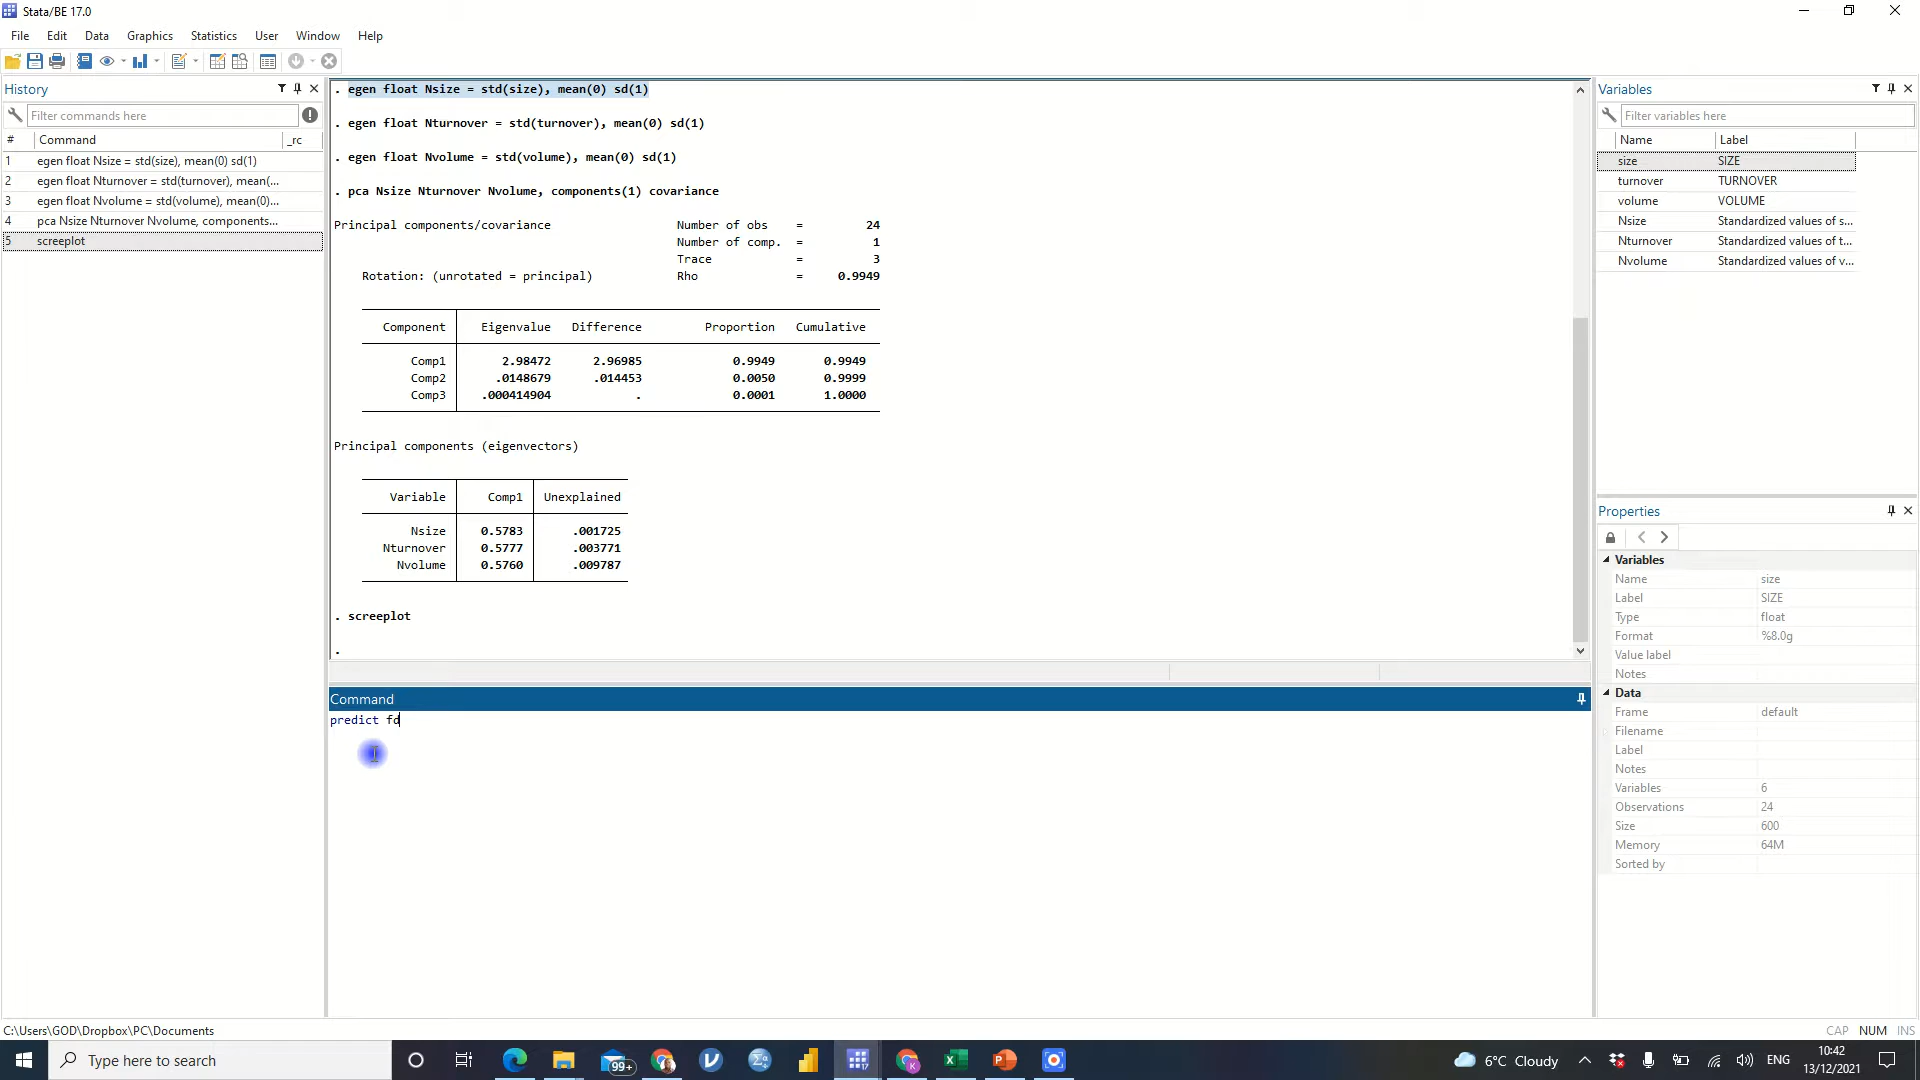 Stata/BE 17.0
File Edit Data Graphics Statistics User Window Help
History
Filter commands here
# Command _rc
1 egen float Nsize = std(size), mean(0) sd(1)
2 egen float Nturnover = std(turnover), mean(...
3 egen float Nvolume = std(volume), mean(0)...
4 pca Nsize Nturnover Nvolume, components...
5 screeplot
. egen float Nsize = std(size), mean(0) sd(1)
. egen float Nturnover = std(turnover), mean(0) sd(1)
. egen float Nvolume = std(volume), mean(0) sd(1)
. pca Nsize Nturnover Nvolume, components(1) covariance
Principal components/covariance Number of obs = 24
Number of comp. = 1
Trace = 3
Rotation: (unrotated = principal) Rho = 0.9949
Component Eigenvalue Difference Proportion Cumulative
Comp1 2.98472 2.96985 0.9949 0.9949
Comp2 .0148679 .014453 0.0050 0.9999
Comp3 .000414904 . 0.0001 1.0000
Principal components (eigenvectors)
Variable Comp1 Unexplained
Nsize 0.5783 .001725
Nturnover 0.5777 .003771
Nvolume 0.5760 .009787
. screeplot
.
Command
predict fd
Variables
Filter variables here
Name Label
size SIZE
turnover TURNOVER
volume VOLUME
Nsize Standardized values of s...
Nturnover Standardized values of t...
Nvolume Standardized values of v...
Properties
Variables
Name size
Label SIZE
Type float
Format %8.0g
Value label
Notes
Data
Frame default
Filename
Label
Notes
Variables 6
Observations 24
Size 600
Memory 64M
Sorted by
C:\Users\GOD\Dropbox\PC\Documents
CAP NUM INS
Type here to search
99+
17
K
6°C Cloudy
ENG
10:42
13/12/2021